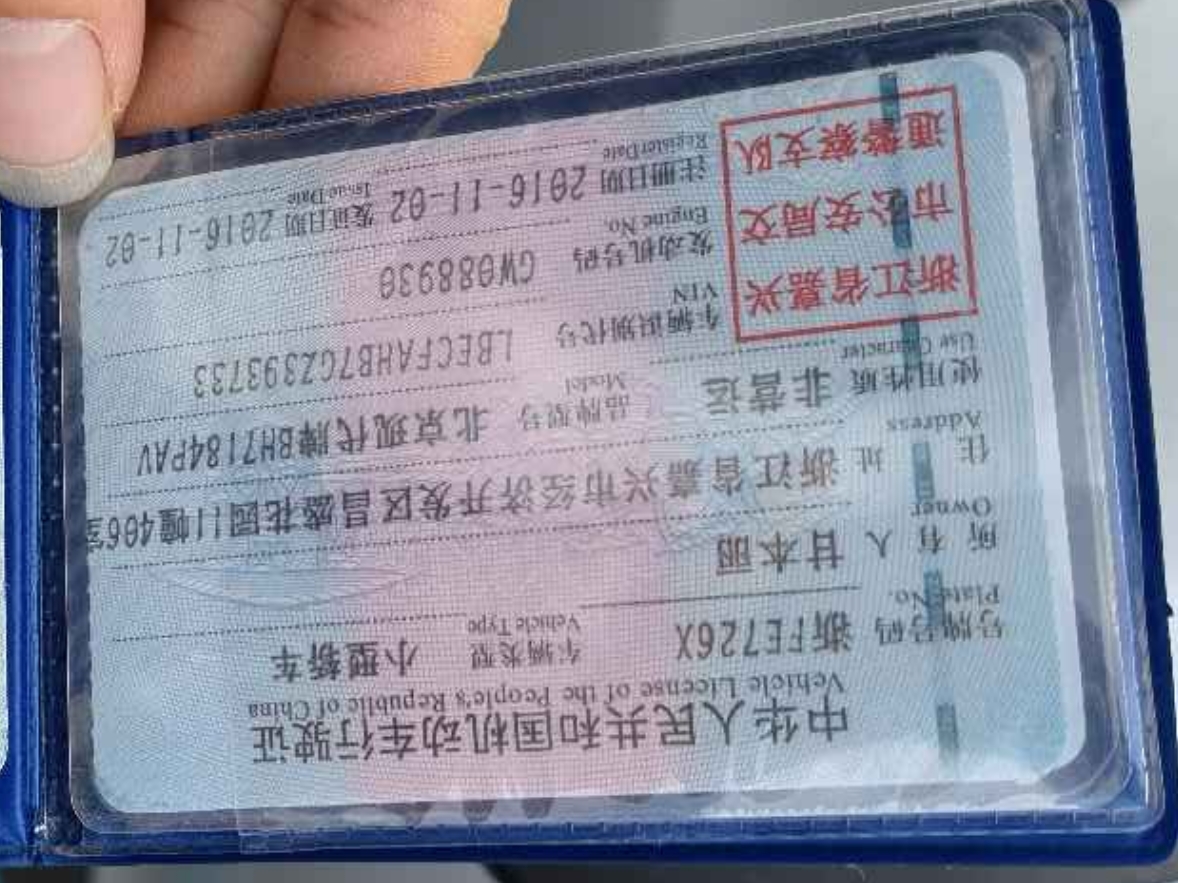 中华人民共和国机动车行驶证
Vehicle License of the People's Republic of China
号牌号码 浙FE726X 车辆类型 小型轿车
Plate No. Vehicle Type
所有人 甘本丽
Owner
住址 浙江省嘉兴市经济开发区昌盛花园11幢406室
Address
使用性质 非营运 品牌型号 北京现代牌BH7184PAV
Use Character Model
浙江省嘉兴
市公安局交
通警察支队
车辆识别代号 LBECFAHB7GZ393733
VIN
发动机号码 GW088930
Engine No.
注册日期 2016-11-02 发证日期 2016-11-02
Register Date Issue Date